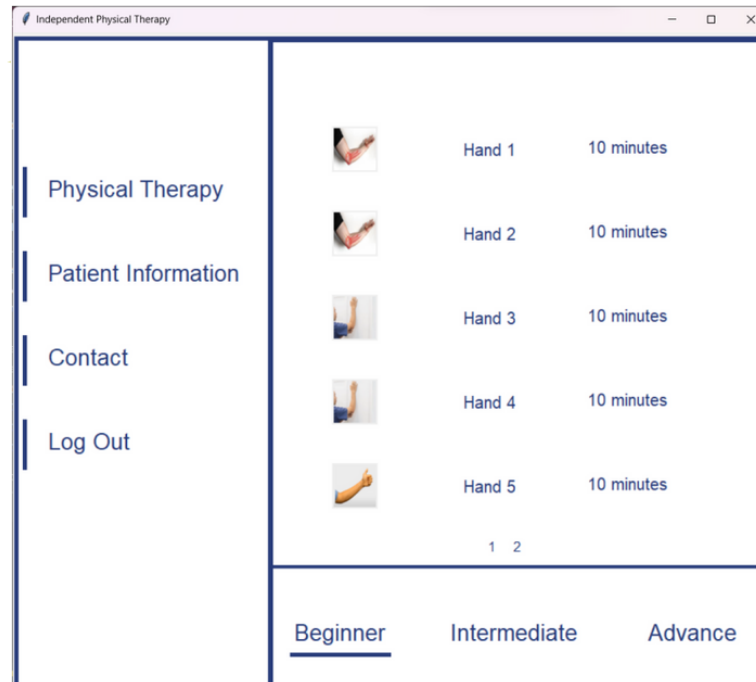 Independent Physical Therapy
Physical Therapy
Patient Information
Contact
Log Out
Hand 1 10 minutes
Hand 2 10 minutes
Hand 3 10 minutes
Hand 4 10 minutes
Hand 5 10 minutes
1 2
Beginner Intermediate Advance